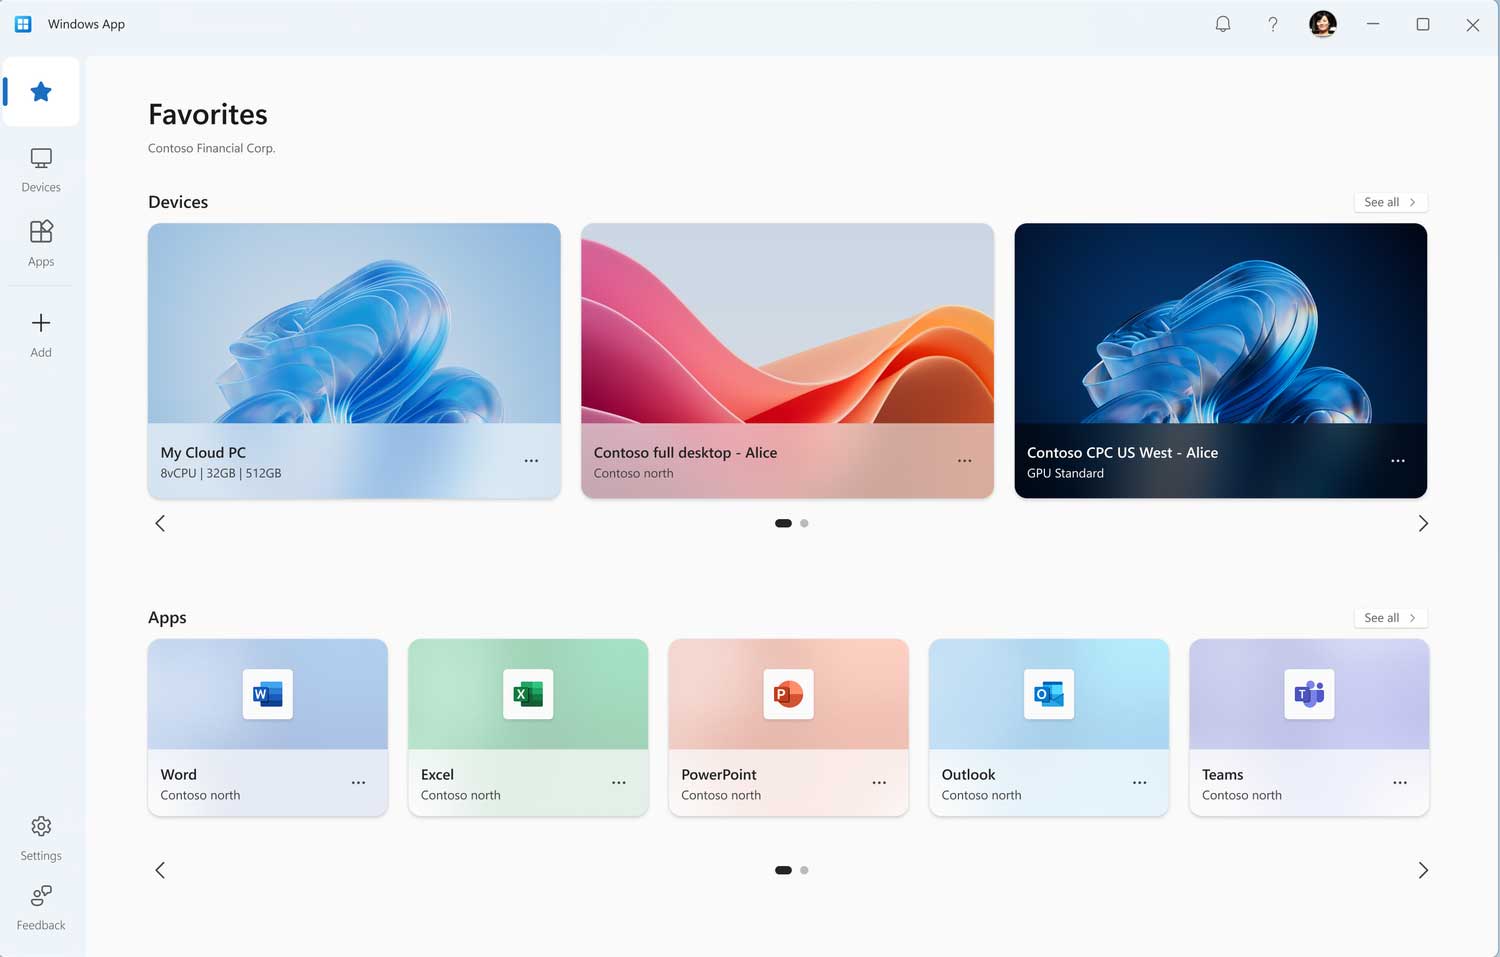 Windows App
Favorites
Contoso Financial Corp.
Devices
Apps
Add
Settings
Feedback
Devices
See all
My Cloud PC
8vCPU | 32GB | 512GB
Contoso full desktop - Alice
Contoso north
Contoso CPC US West - Alice
GPU Standard
Apps
See all
W
X
P
O
T
Word
Contoso north
Excel
Contoso north
PowerPoint
Contoso north
Outlook
Contoso north
Teams
Contoso north